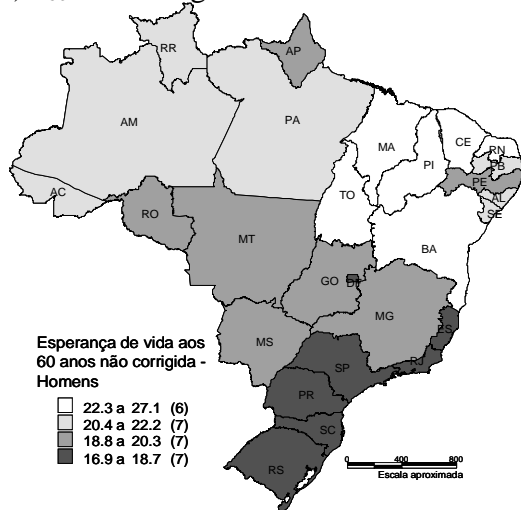 RR
AP
AM
PA
MA
CE
RN
PB
PI
PE
AL
SE
AC
TO
RO
BA
MT
GO
DF
MG
ES
MS
SP
RJ
PR
SC
RS
Esperança de vida aos
60 anos não corrigida -
Homens
22.3 a 27.1 (6)
20.4 a 22.2 (7)
18.8 a 20.3 (7)
16.9 a 18.7 (7)
0 400 800
Escala aproximada